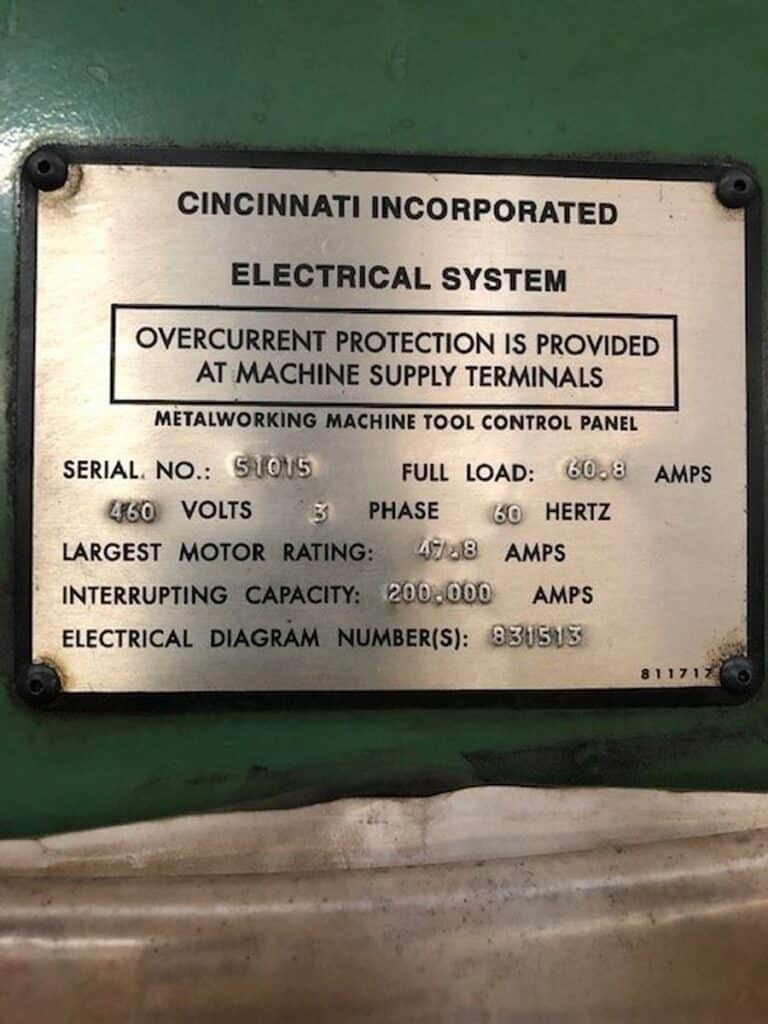 CINCINNATI INCORPORATED
ELECTRICAL SYSTEM
OVERCURRENT PROTECTION IS PROVIDED
AT MACHINE SUPPLY TERMINALS
METALWORKING MACHINE TOOL CONTROL PANEL
SERIAL NO.: 51015 FULL LOAD: 60.8 AMPS
460 VOLTS 3 PHASE 60 HERTZ
LARGEST MOTOR RATING: 47.8 AMPS
INTERRUPTING CAPACITY: 200,000 AMPS
ELECTRICAL DIAGRAM NUMBER(S): 831513
811717